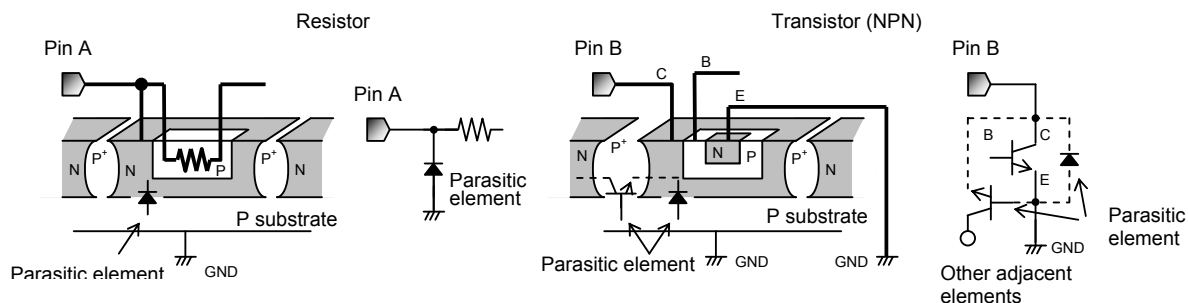 Resistor
Transistor (NPN)
Pin A
Pin B
Pin B
B
C
E
Pin A
B
C
E
N
P+
N
P
P+
N
N
P+
N
N
P
P+
N
Parasitic
element
P substrate
P substrate
Parasitic
element
Parasitic element
GND
Parasitic element
GND
GND
GND
Other adjacent
elements